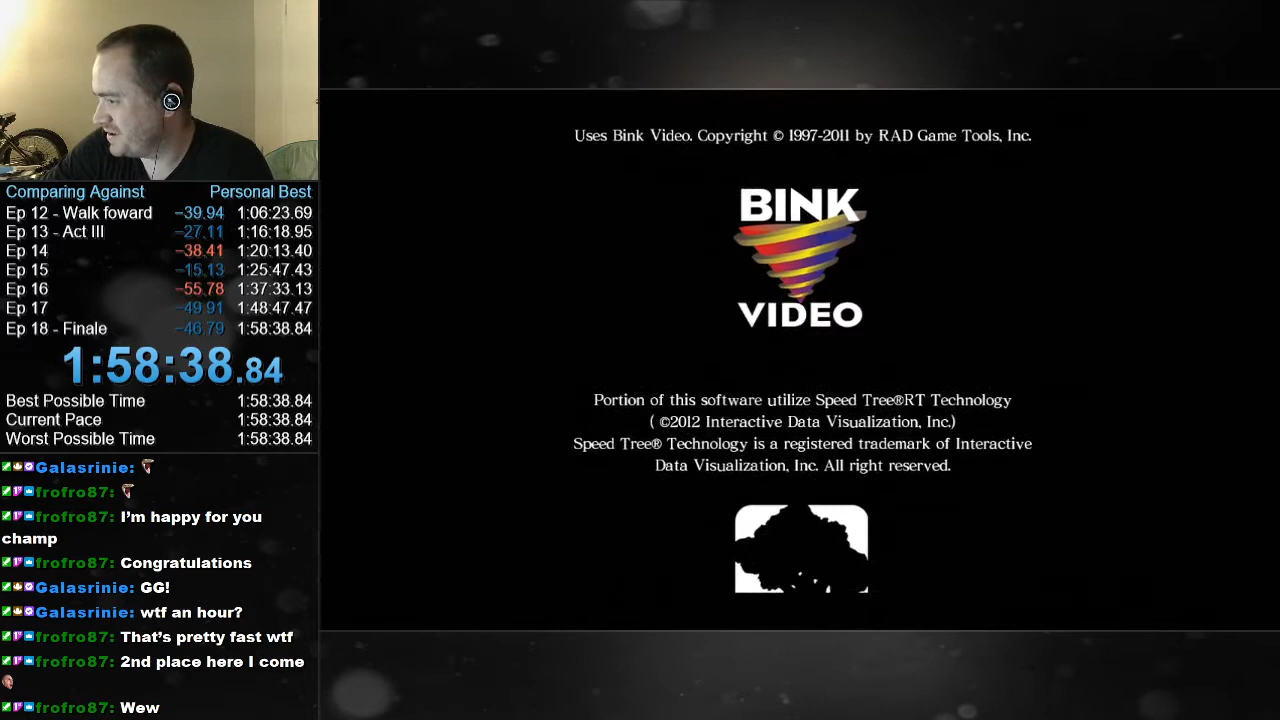 Comparing Against Personal Best
Ep 12 - Walk foward -39.94 1:06:23.69
Ep 13 - Act III -27.11 1:16:18.95
Ep 14 -38.41 1:20:13.40
Ep 15 -15.13 1:25:47.43
Ep 16 -55.78 1:37:33.13
Ep 17 -49.91 1:48:47.47
Ep 18 - Finale -46.79 1:58:38.84
1:58:38.84
Best Possible Time 1:58:38.84
Current Pace 1:58:38.84
Worst Possible Time 1:58:38.84
Galasrinie:
frofro87:
frofro87: I'm happy for you
champ
frofro87: Congratulations
Galasrinie: GG!
Galasrinie: wtf an hour?
frofro87: That's pretty fast wtf
frofro87: 2nd place here I come
frofro87: Wew
Uses Bink Video. Copyright © 1997-2011 by RAD Game Tools, Inc.
BINK
VIDEO
Portion of this software utilize Speed Tree®RT Technology
( ©2012 Interactive Data Visualization, Inc.)
Speed Tree® Technology is a registered trademark of Interactive
Data Visualization, Inc. All right reserved.